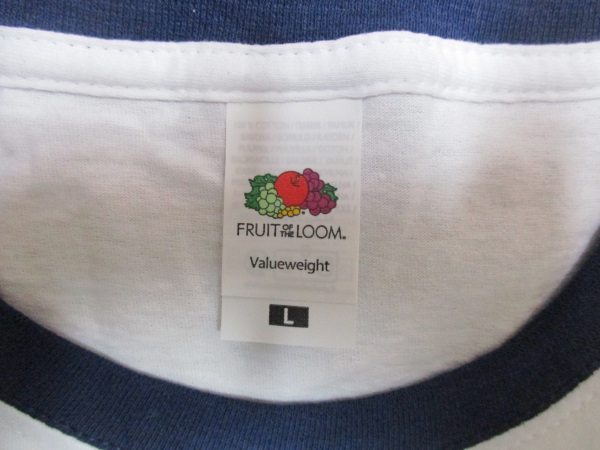 FRUIT OF THE LOOM®
Valueweight
L